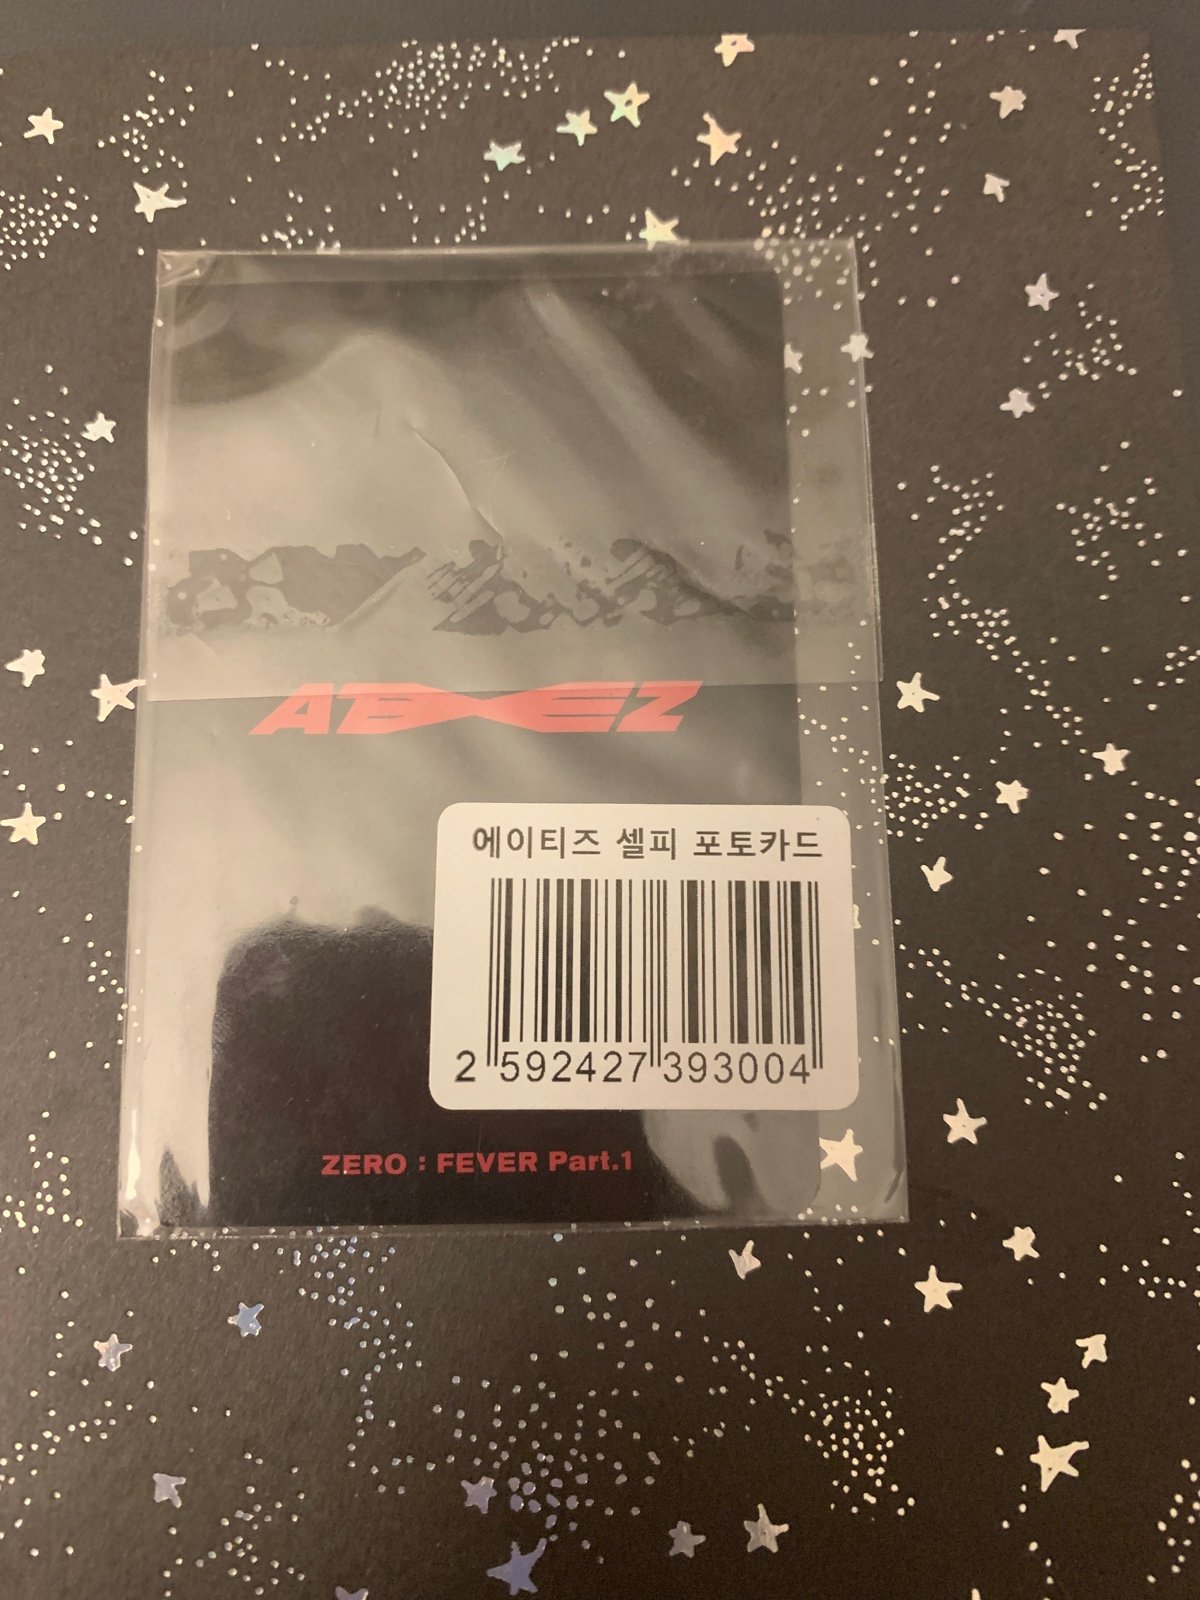 ATEEZ
에이티즈 셀피 포토카드
2 592427 393004
ZERO : FEVER Part.1